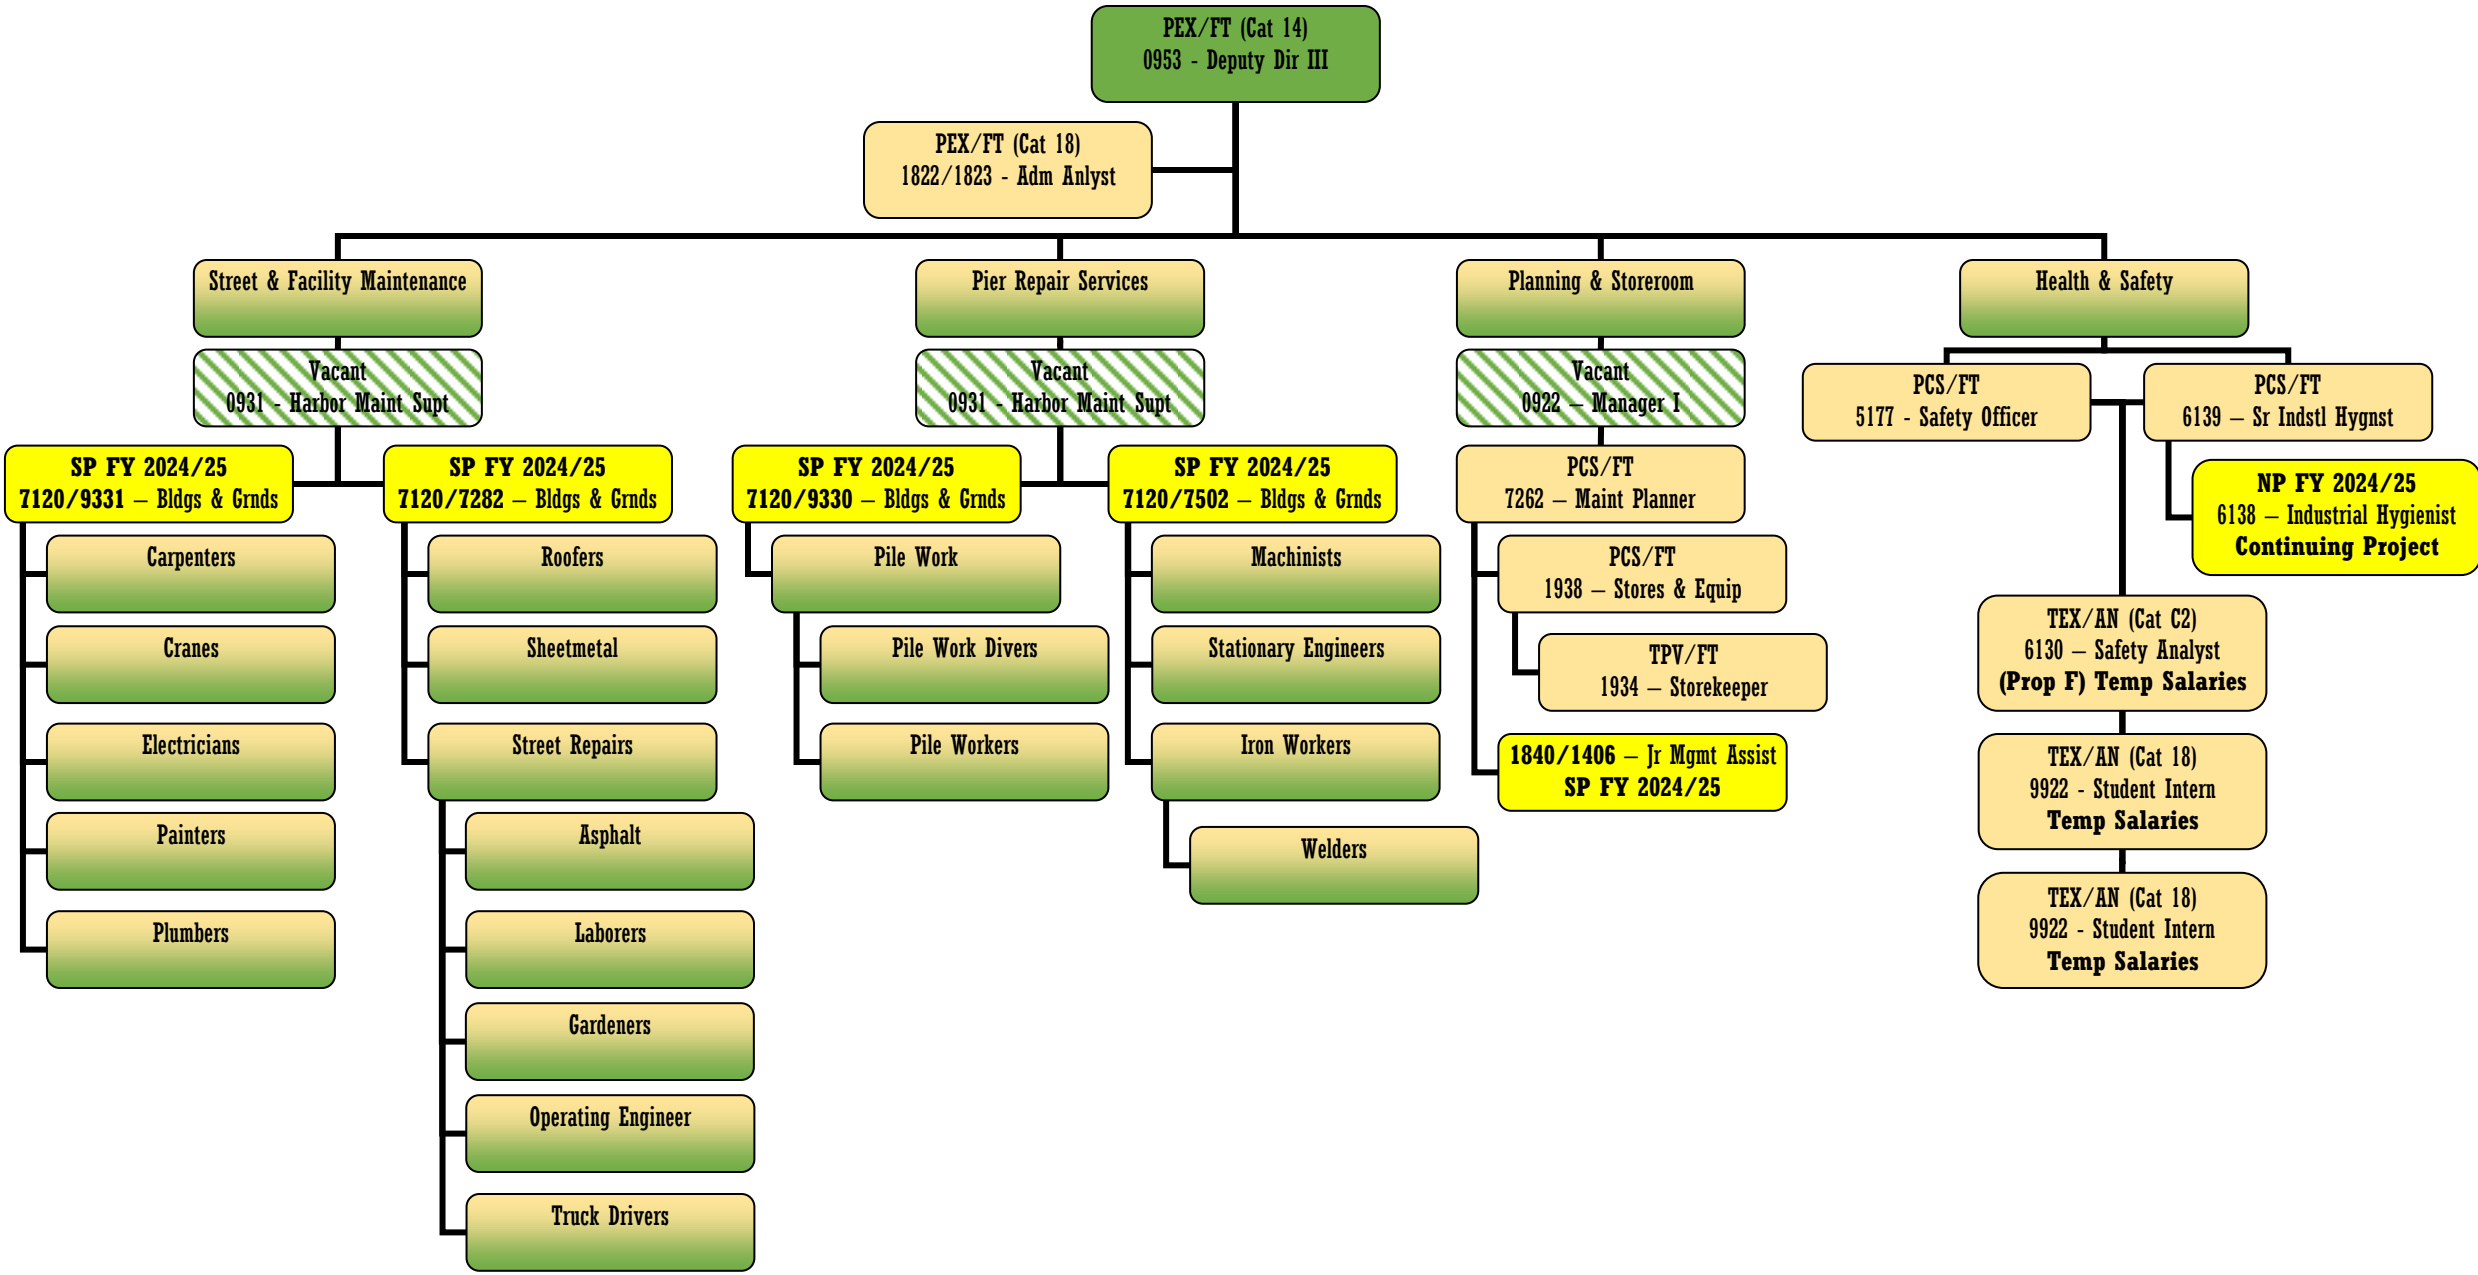 PEX/FT (Cat 14)
0953 - Deputy Dir III
PEX/FT (Cat 18)
1822/1823 - Adm Anlyst
Street & Facility Maintenance
Vacant
0931 - Harbor Maint Supt
SP FY 2024/25
7120/9331 – Bldgs & Grnds
Carpenters
Cranes
Electricians
Painters
Plumbers
SP FY 2024/25
7120/7282 – Bldgs & Grnds
Roofers
Sheetmetal
Street Repairs
Asphalt
Laborers
Gardeners
Operating Engineer
Truck Drivers
Pier Repair Services
Vacant
0931 - Harbor Maint Supt
SP FY 2024/25
7120/9330 – Bldgs & Grnds
Pile Work
Pile Work Divers
Pile Workers
SP FY 2024/25
7120/7502 – Bldgs & Grnds
Machinists
Stationary Engineers
Iron Workers
Welders
Planning & Storeroom
Vacant
0922 – Manager I
PCS/FT
7262 – Maint Planner
PCS/FT
1938 – Stores & Equip
TPV/FT
1934 – Storekeeper
1840/1406 – Jr Mgmt Assist
SP FY 2024/25
Health & Safety
PCS/FT
5177 - Safety Officer
PCS/FT
6139 – Sr Indstl Hygnst
NP FY 2024/25
6138 – Industrial Hygienist
Continuing Project
TEX/AN (Cat C2)
6130 – Safety Analyst
(Prop F) Temp Salaries
TEX/AN (Cat 18)
9922 - Student Intern
Temp Salaries
TEX/AN (Cat 18)
9922 - Student Intern
Temp Salaries